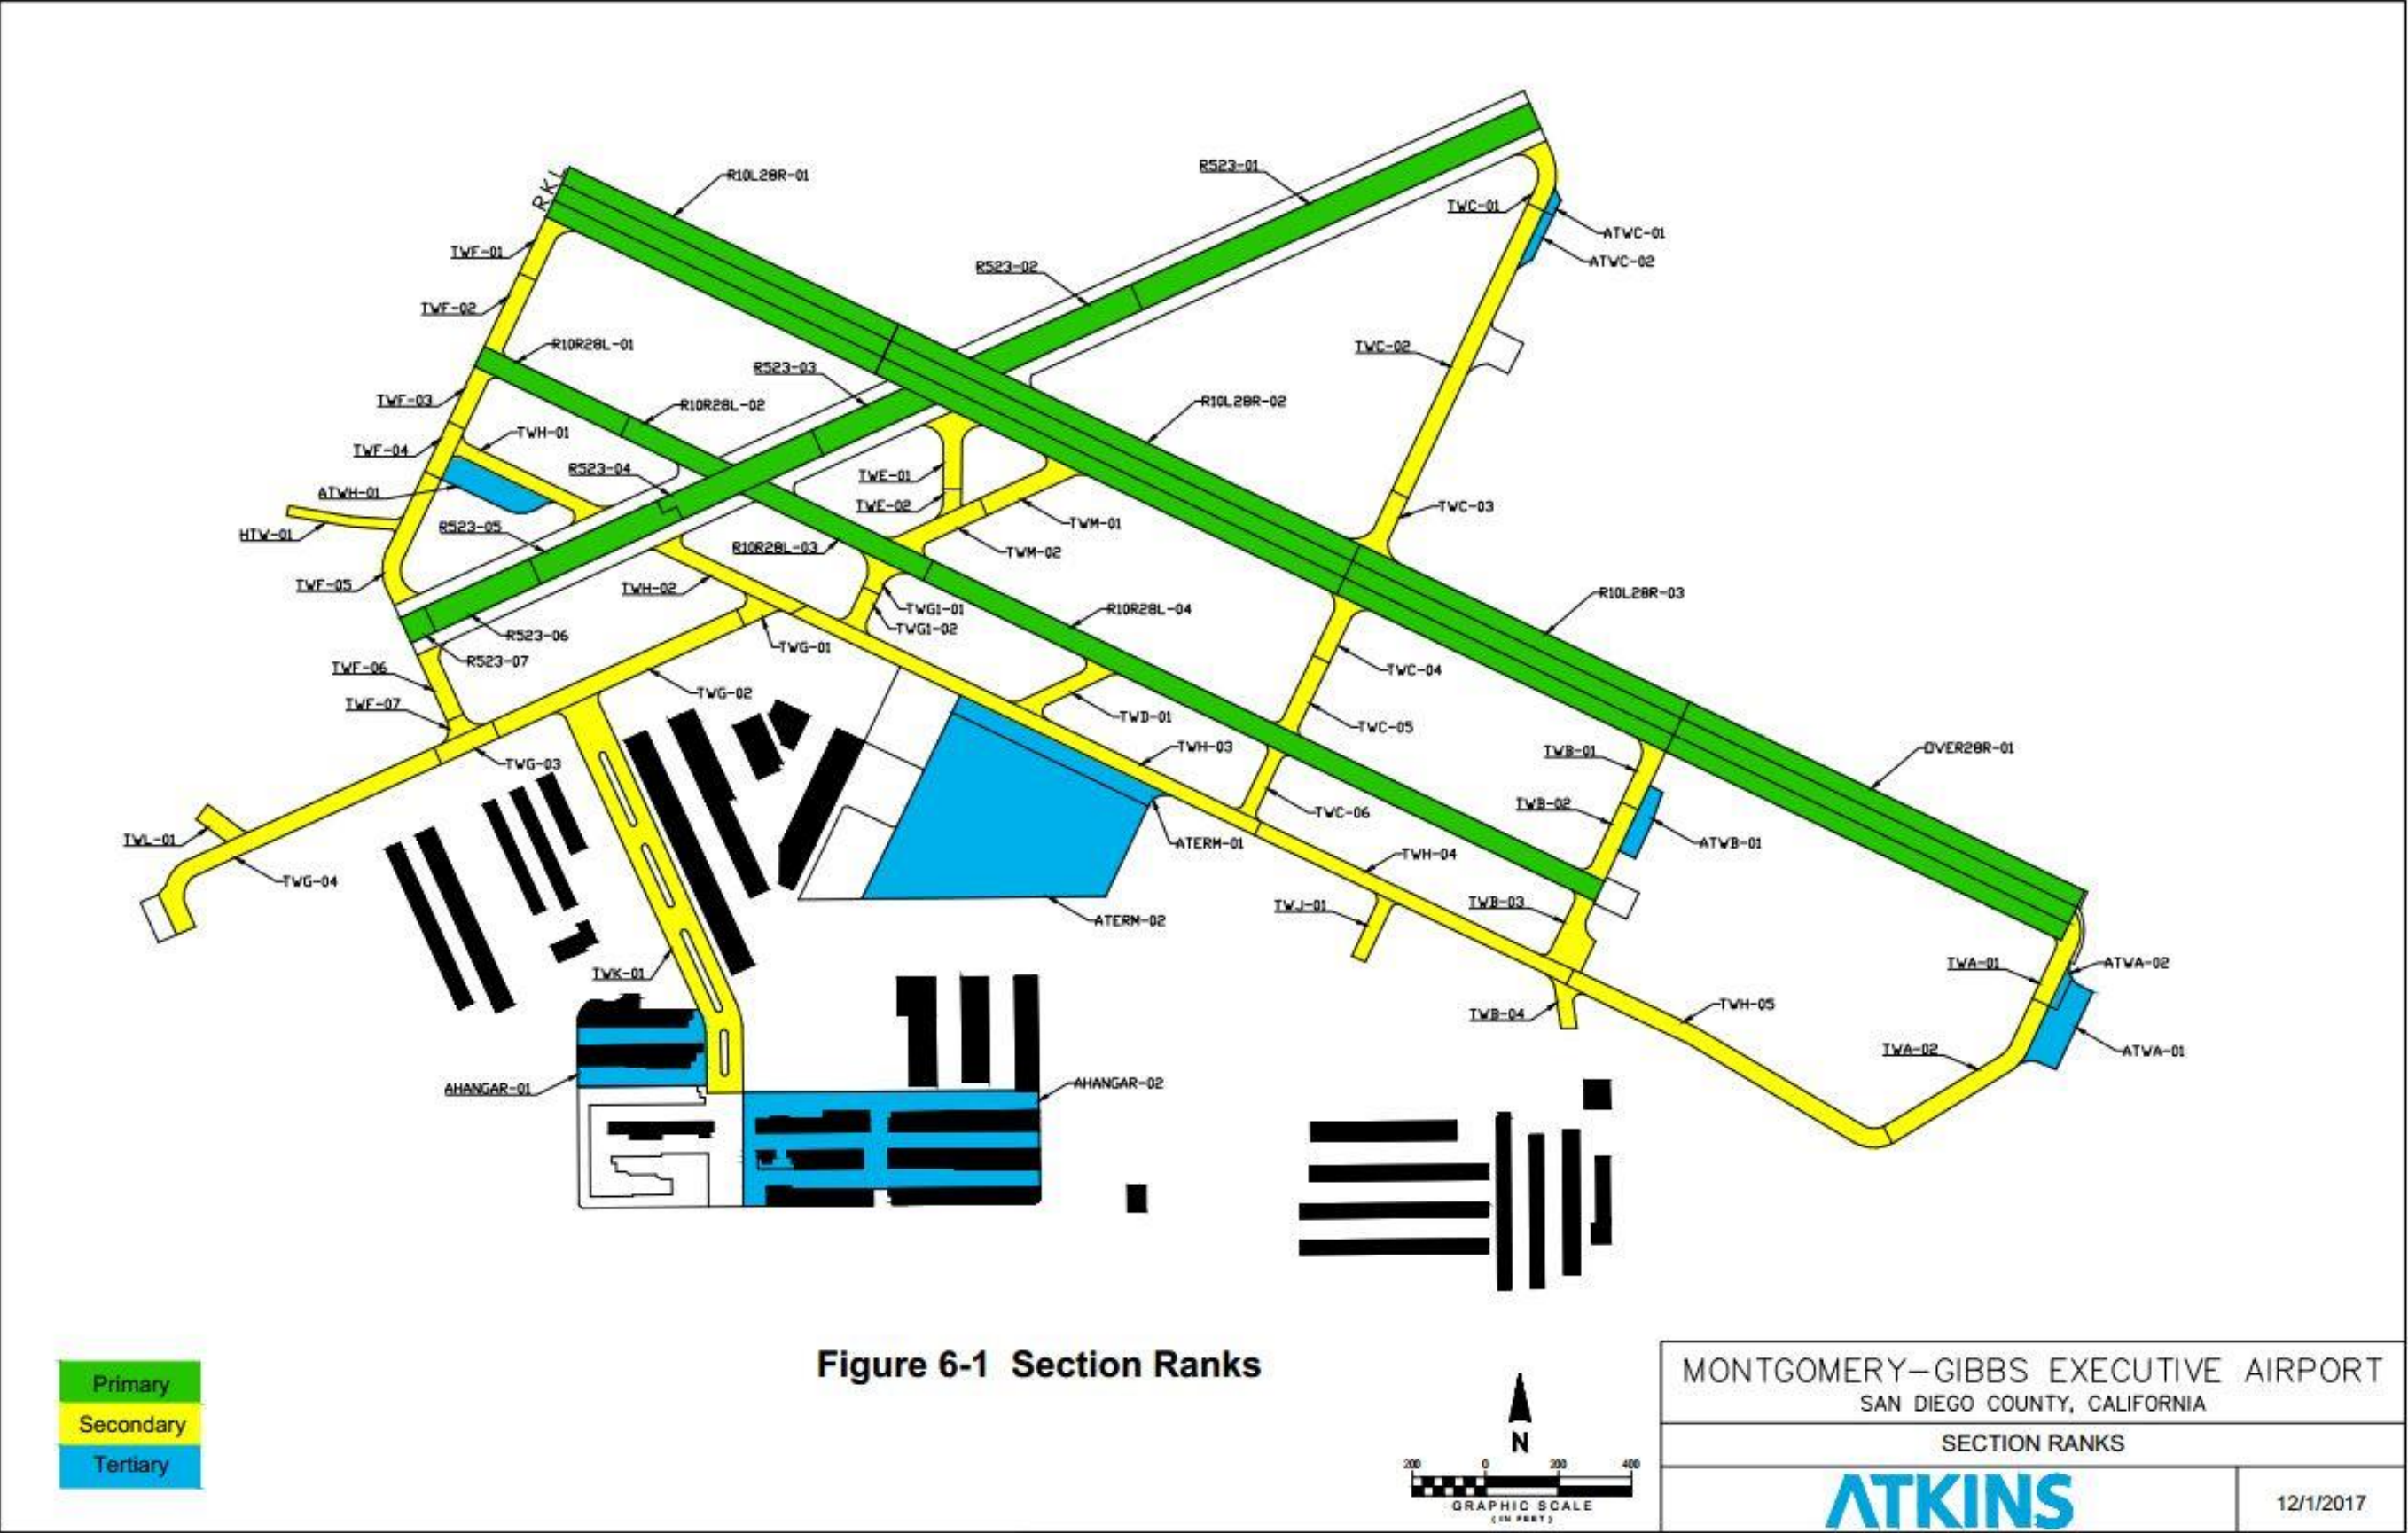 R523-01
R10L28R-01
RKL
TWC-01
ATWC-01
TWF-01
ATWC-02
R523-02
TWF-02
R10R28L-01
TWC-02
R523-03
TWF-03
R10R28L-02
R10L28R-02
TWH-01
TWF-04
R523-04
TWE-01
ATWH-01
TWE-02
TWC-03
TWM-01
R523-05
HTW-01
R10R28L-03
TWM-02
TWF-05
TWH-02
R10L28R-03
TWG1-01
R10R28L-04
TWG1-02
R523-06
TWG-01
R523-07
TWF-06
TWC-04
TWG-02
TWF-07
TWD-01
TWC-05
TWH-03
TWB-01
OVER28R-01
TWG-03
TWB-02
TWC-06
TWL-01
ATERM-01
ATWB-01
TWH-04
TWG-04
TWJ-01
TWB-03
ATERM-02
TWK-01
TWA-01
ATWA-02
TWH-05
TWB-04
TWA-02
ATWA-01
AHANGAR-01
AHANGAR-02
Primary
Secondary
Tertiary
Figure 6-1 Section Ranks
N
200 0 200 400
GRAPHIC SCALE
( IN FEET )
MONTGOMERY-GIBBS EXECUTIVE AIRPORT
SAN DIEGO COUNTY, CALIFORNIA
SECTION RANKS
ATKINS
12/1/2017